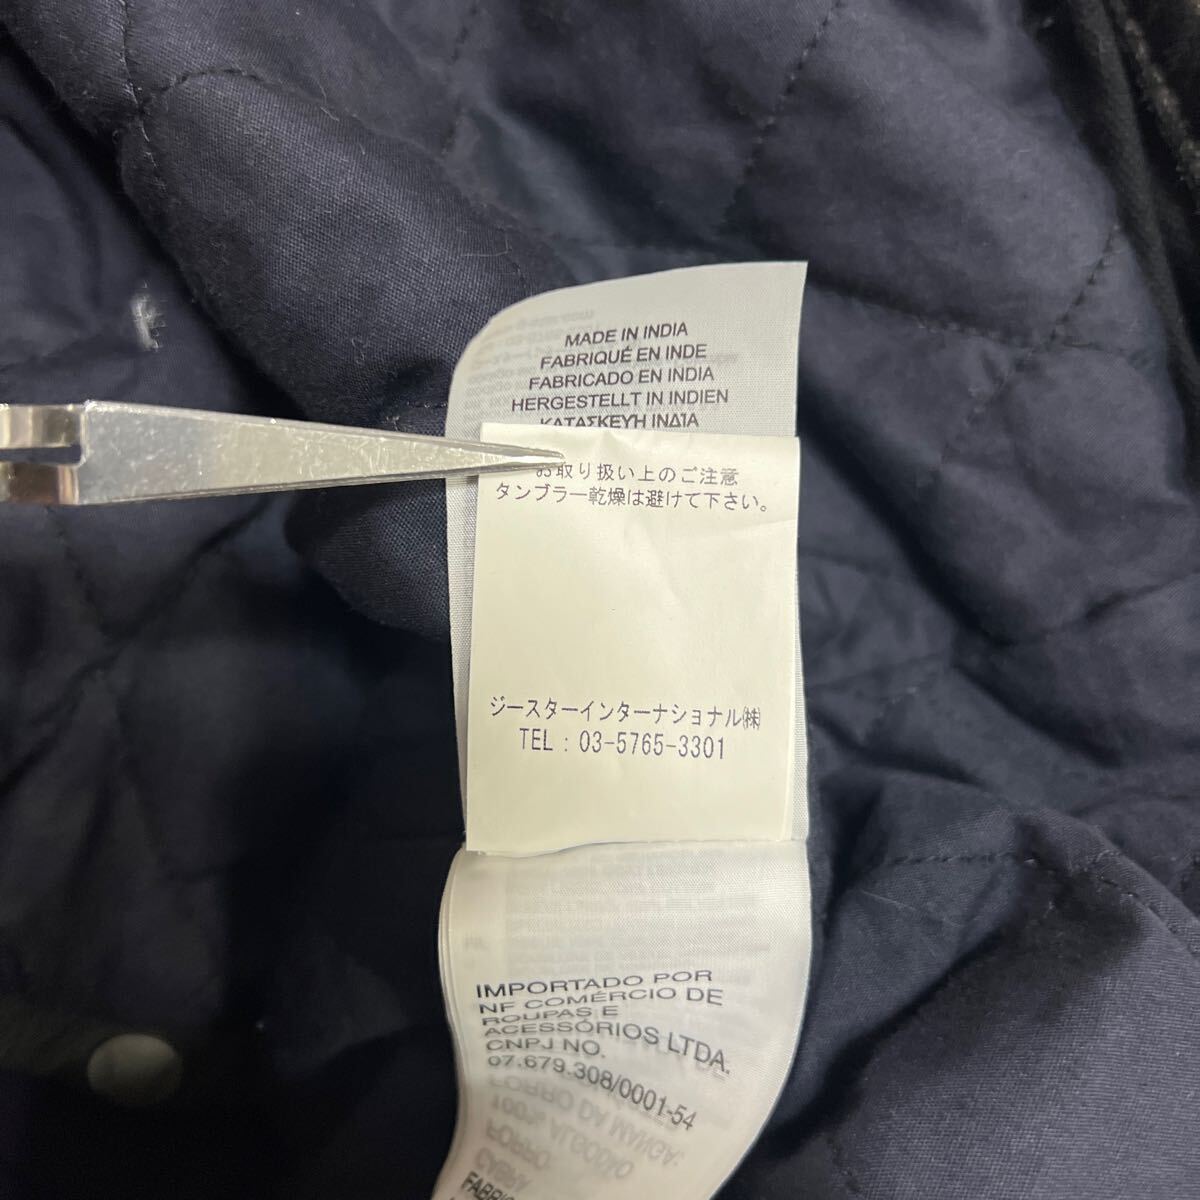 MADE IN INDIA
FABRIQUÉ EN INDE
FABRICADO EN INDIA
HERGESTELLT IN INDIEN
ΚΑΤΑΣΚΕΥΉ ΙΝΔΊΑ
お取り扱い上のご注意
タンブラー乾燥は避けて下さい。
ジースターインターナショナル㈱
TEL : 03-5765-3301
IMPORTADO POR
NF COMÉRCIO DE
ROUPAS E
ACESSÓRIOS LTDA.
CNPJ NO.
07.679.308/0001-54
FORRO DA MANGA:
100% ALGODÃO
FORRO: